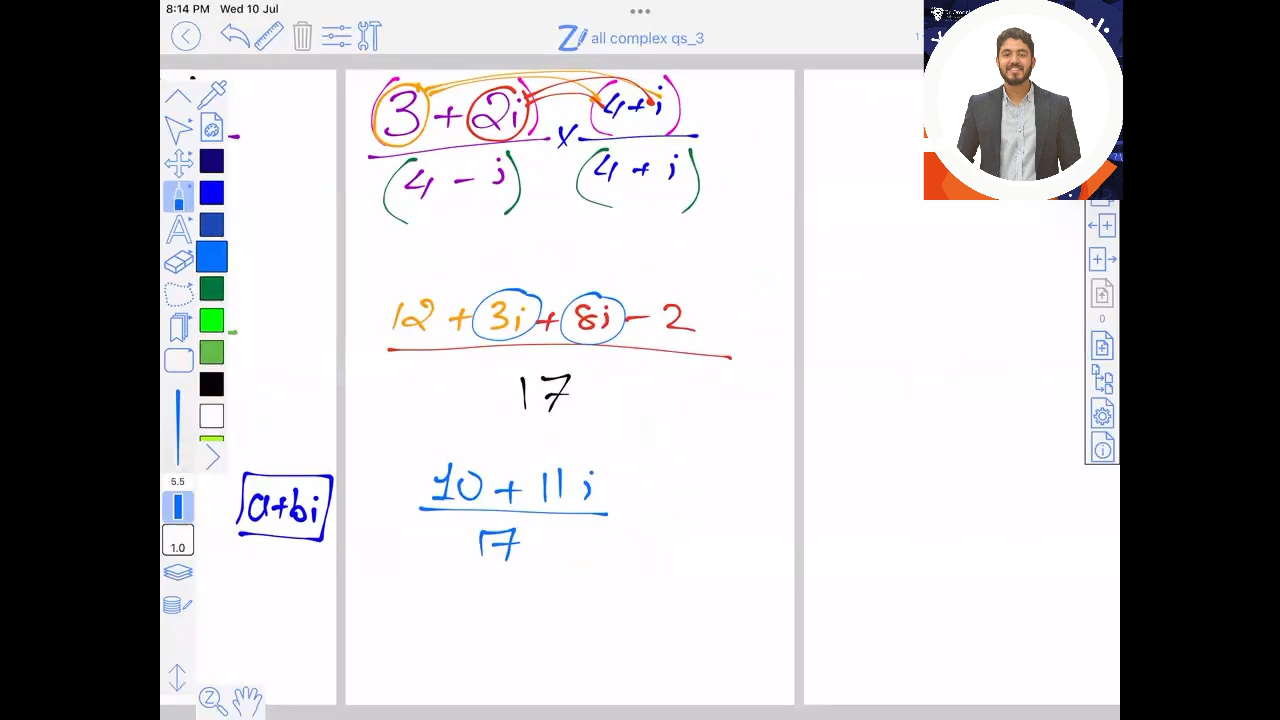 8:14 PM Wed 10 Jul
all complex qs_3
(3 + 2i) x (4+i)
(4 - i) (4 + i)
12 + 3i + 8i - 2
17
10 + 11i
17
a+bi
5.5
1.0
0